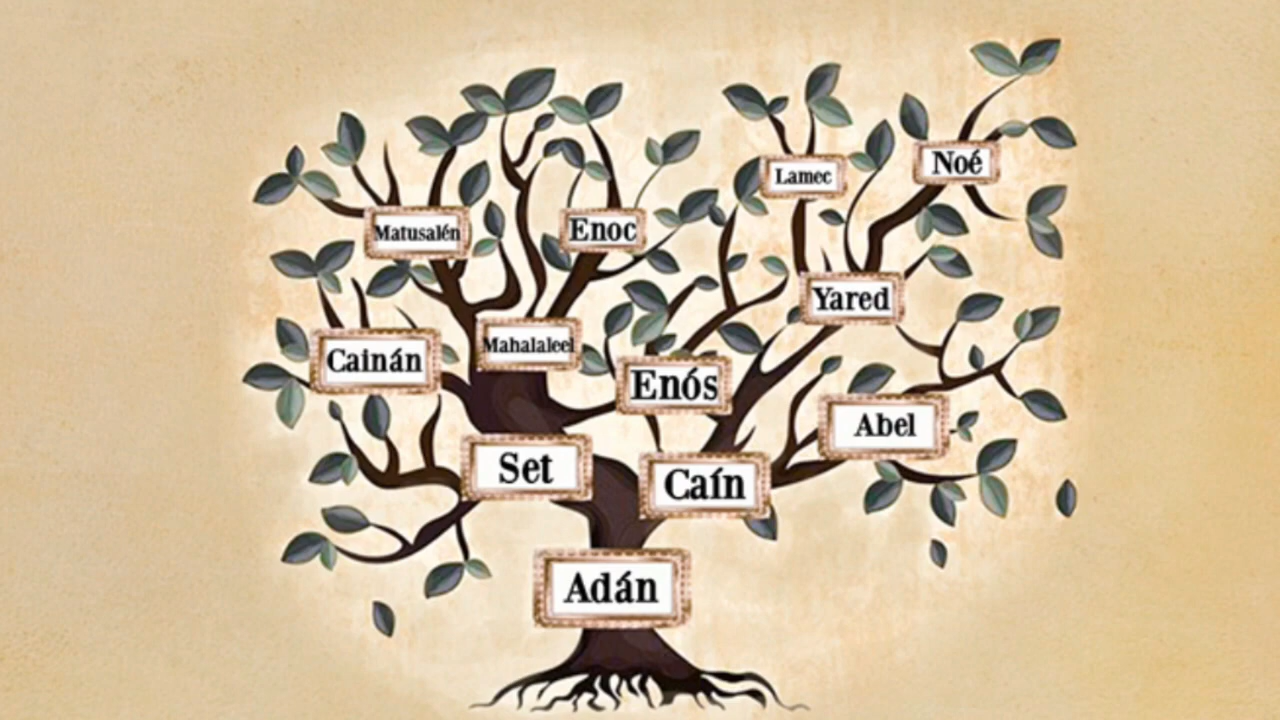 Lamec
Noé
Matusalén
Enoc
Yared
Mahalaleel
Cainán
Enós
Abel
Set
Caín
Adán